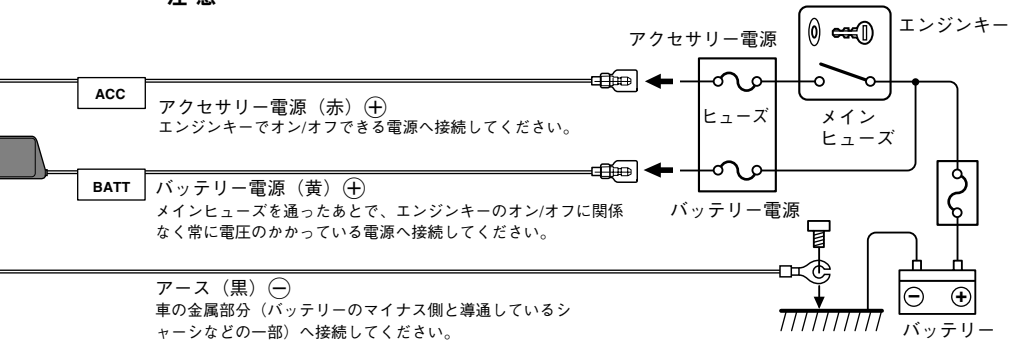 注 意
エンジンキー
アクセサリー電源
ACC
アクセサリー電源（赤）⊕
エンジンキーでオン/オフできる電源へ接続してください。
ヒューズ
メイン
ヒューズ
BATT
バッテリー電源（黄）⊕
メインヒューズを通ったあとで、エンジンキーのオン/オフに関係
なく常に電圧のかかっている電源へ接続してください。
バッテリー電源
アース（黒）⊖
車の金属部分（バッテリーのマイナス側と導通しているシ
ャーシなどの一部）へ接続してください。
⊖ ⊕
バッテリー